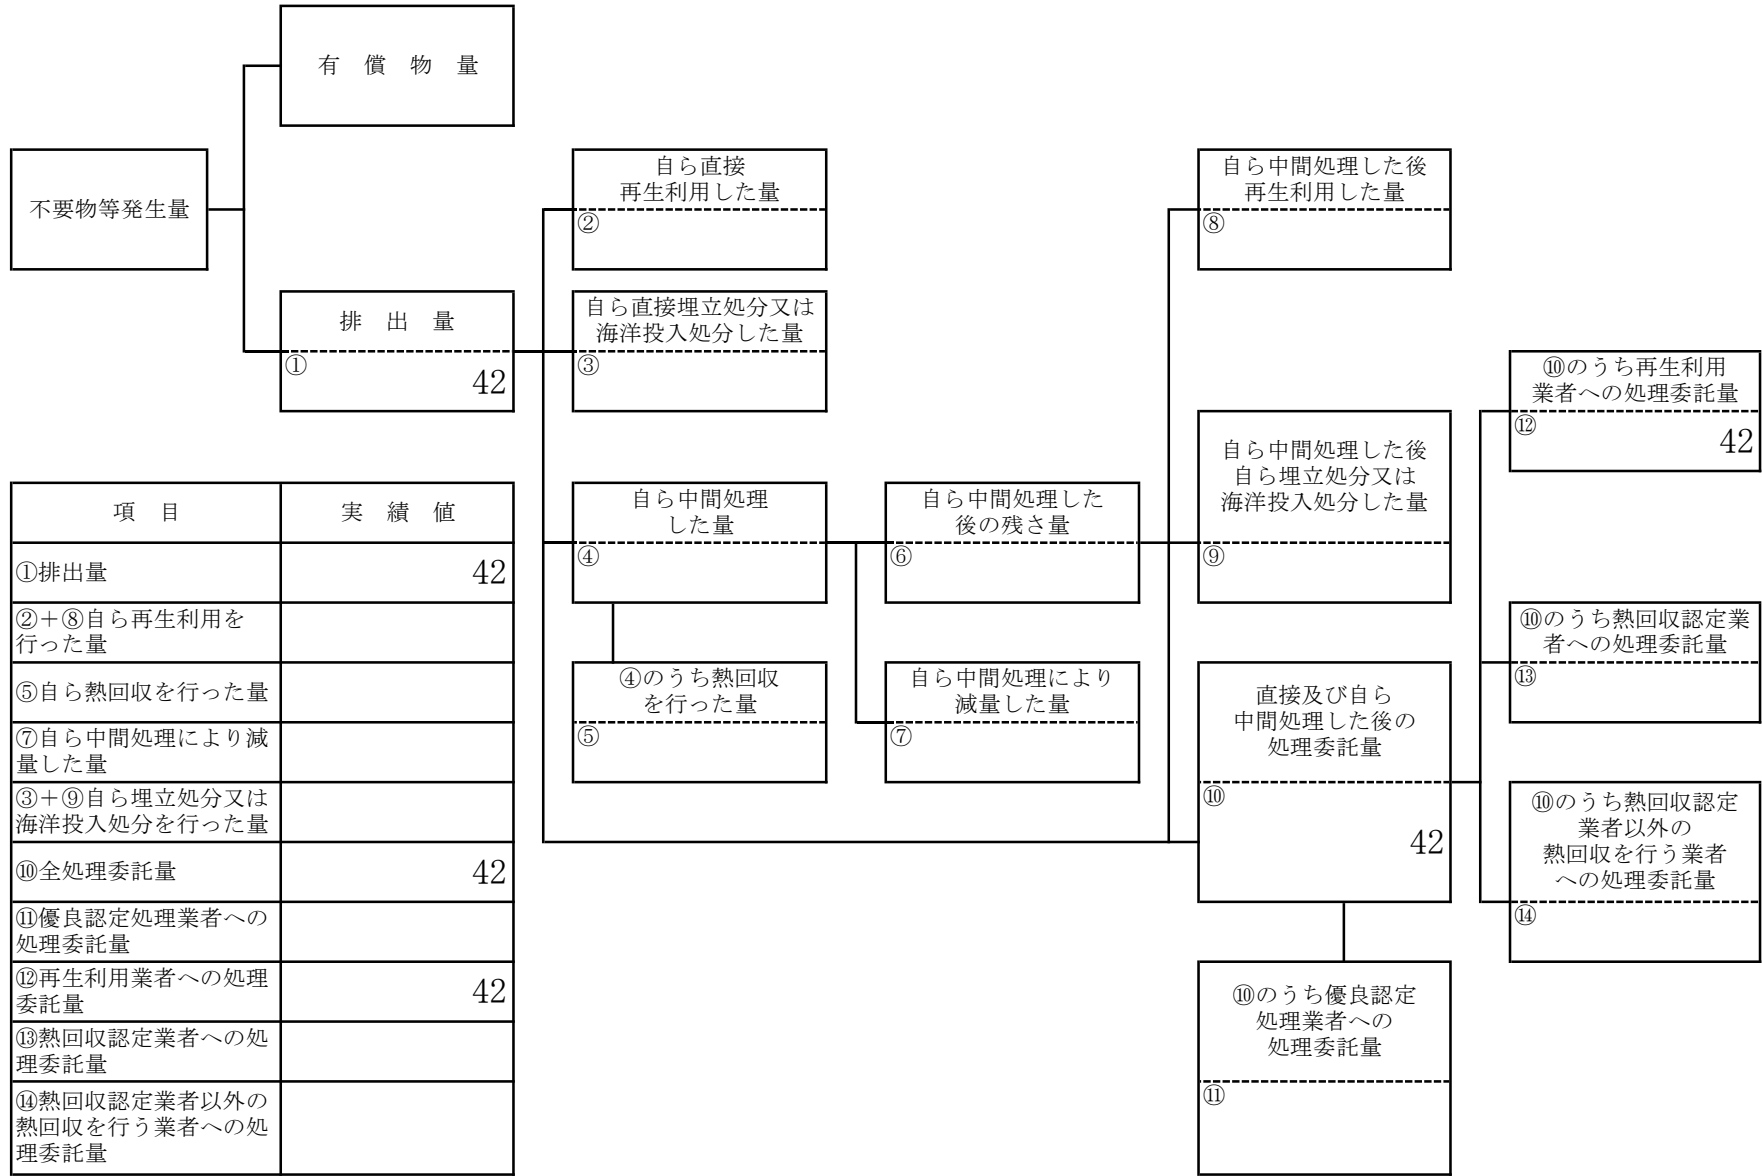 有　償　物　量
不要物等発生量
排　出　量
①
42
自ら直接
再生利用した量
②
自ら直接埋立処分又は
海洋投入処分した量
③
自ら中間処理
した量
④
④のうち熱回収
を行った量
⑤
自ら中間処理した
後の残さ量
⑥
自ら中間処理により
減量した量
⑦
自ら中間処理した後
再生利用した量
⑧
自ら中間処理した後
自ら埋立処分又は
海洋投入処分した量
⑨
直接及び自ら
中間処理した後の
処理委託量
⑩
42
⑩のうち優良認定
処理業者への
処理委託量
⑪
⑩のうち再生利用
業者への処理委託量
⑫
42
⑩のうち熱回収認定業
者への処理委託量
⑬
⑩のうち熱回収認定
業者以外の
熱回収を行う業者
への処理委託量
⑭
項　目　実　績　値
①排出量 42
②＋⑧自ら再生利用を
行った量
⑤自ら熱回収を行った量
⑦自ら中間処理により減
量した量
③＋⑨自ら埋立処分又は
海洋投入処分を行った量
⑩全処理委託量 42
⑪優良認定処理業者への
処理委託量
⑫再生利用業者への処理
委託量 42
⑬熱回収認定業者への処
理委託量
⑭熱回収認定業者以外の
熱回収を行う業者への処
理委託量